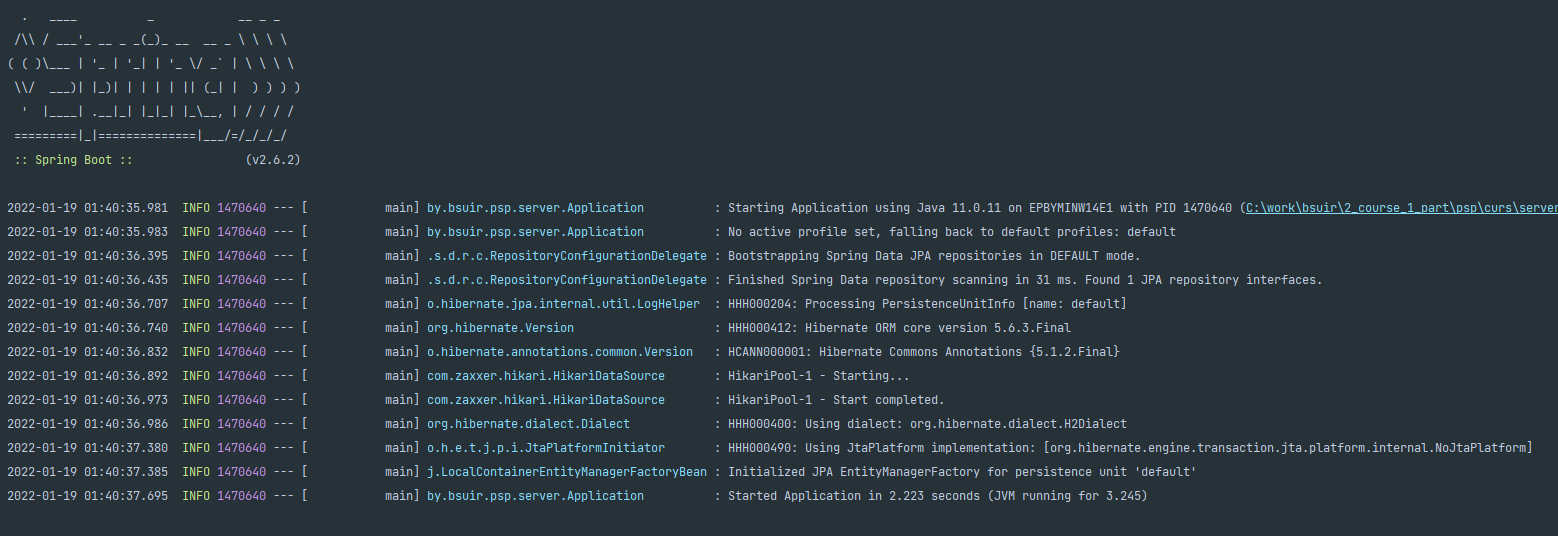 .   ____          _            __ _ _
 /\\ / ___'_ __ _ _(_)_ __  __ _ \ \ \ \
( ( )\___ | '_ | '_| | '_ \/ _` | \ \ \ \
 \\/  ___)| |_)| | | | | || (_| |  ) ) ) )
  '  |____| .__|_| |_|_| |_\__, | / / / /
 =========|_|==============|___/=/_/_/_/
 :: Spring Boot ::                (v2.6.2)
2022-01-19 01:40:35.981  INFO 1470640 --- [           main] by.bsuir.psp.server.Application          : Starting Application using Java 11.0.11 on EPBYMINW14E1 with PID 1470640 (C:\work\bsuir\2_course_1_part\psp\curs\server
2022-01-19 01:40:35.983  INFO 1470640 --- [           main] by.bsuir.psp.server.Application          : No active profile set, falling back to default profiles: default
2022-01-19 01:40:36.395  INFO 1470640 --- [           main] .s.d.r.c.RepositoryConfigurationDelegate : Bootstrapping Spring Data JPA repositories in DEFAULT mode.
2022-01-19 01:40:36.435  INFO 1470640 --- [           main] .s.d.r.c.RepositoryConfigurationDelegate : Finished Spring Data repository scanning in 31 ms. Found 1 JPA repository interfaces.
2022-01-19 01:40:36.707  INFO 1470640 --- [           main] o.hibernate.jpa.internal.util.LogHelper  : HHH000204: Processing PersistenceUnitInfo [name: default]
2022-01-19 01:40:36.740  INFO 1470640 --- [           main] org.hibernate.Version                    : HHH000412: Hibernate ORM core version 5.6.3.Final
2022-01-19 01:40:36.832  INFO 1470640 --- [           main] o.hibernate.annotations.common.Version   : HCANN000001: Hibernate Commons Annotations {5.1.2.Final}
2022-01-19 01:40:36.892  INFO 1470640 --- [           main] com.zaxxer.hikari.HikariDataSource       : HikariPool-1 - Starting...
2022-01-19 01:40:36.973  INFO 1470640 --- [           main] com.zaxxer.hikari.HikariDataSource       : HikariPool-1 - Start completed.
2022-01-19 01:40:36.986  INFO 1470640 --- [           main] org.hibernate.dialect.Dialect            : HHH000400: Using dialect: org.hibernate.dialect.H2Dialect
2022-01-19 01:40:37.380  INFO 1470640 --- [           main] o.h.e.t.j.p.i.JtaPlatformInitiator       : HHH000490: Using JtaPlatform implementation: [org.hibernate.engine.transaction.jta.platform.internal.NoJtaPlatform]
2022-01-19 01:40:37.385  INFO 1470640 --- [           main] j.LocalContainerEntityManagerFactoryBean : Initialized JPA EntityManagerFactory for persistence unit 'default'
2022-01-19 01:40:37.695  INFO 1470640 --- [           main] by.bsuir.psp.server.Application          : Started Application in 2.223 seconds (JVM running for 3.245)